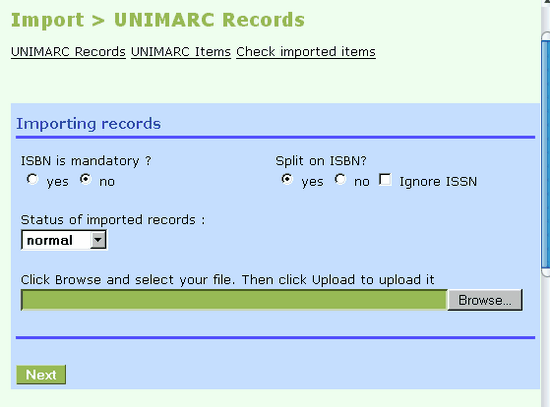 Import > UNIMARC Records
UNIMARC Records UNIMARC Items Check imported items
Importing records
ISBN is mandatory ? Split on ISBN?
yes no yes no Ignore ISSN
Status of imported records :
normal
Click Browse and select your file. Then click Upload to upload it
Browse...
Next